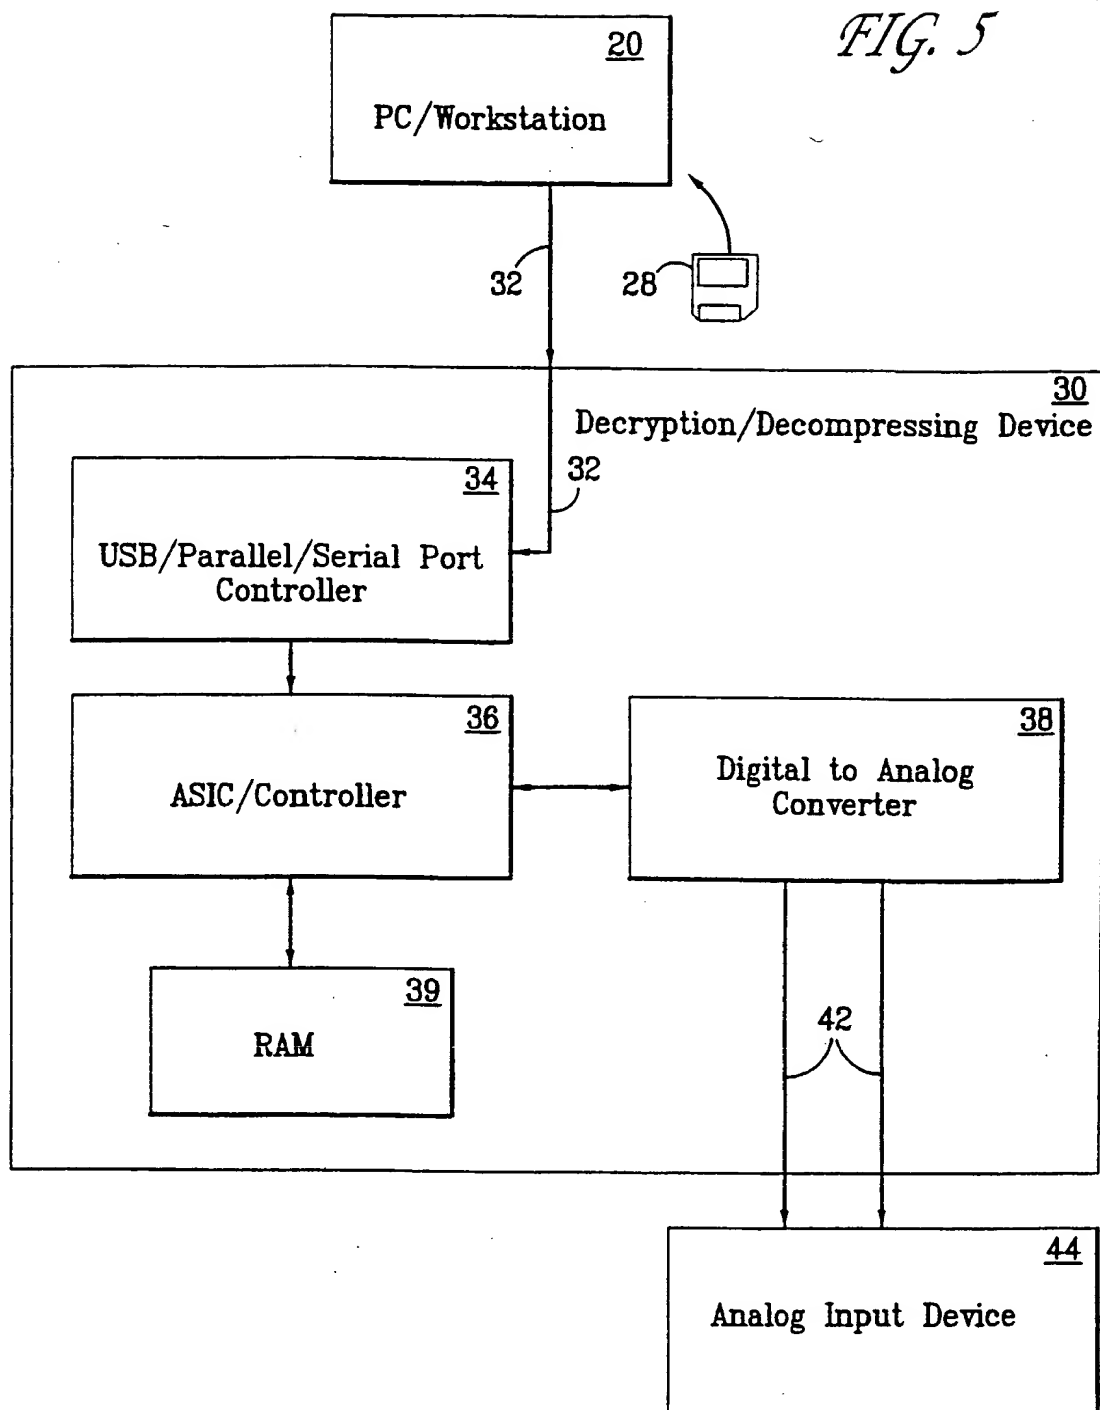 FIG. 5
20
PC/Workstation
32
28
30
Decryption/Decompressing Device
34
32
USB/Parallel/Serial Port
Controller
36
ASIC/Controller
38
Digital to Analog
Converter
39
RAM
42
44
Analog Input Device